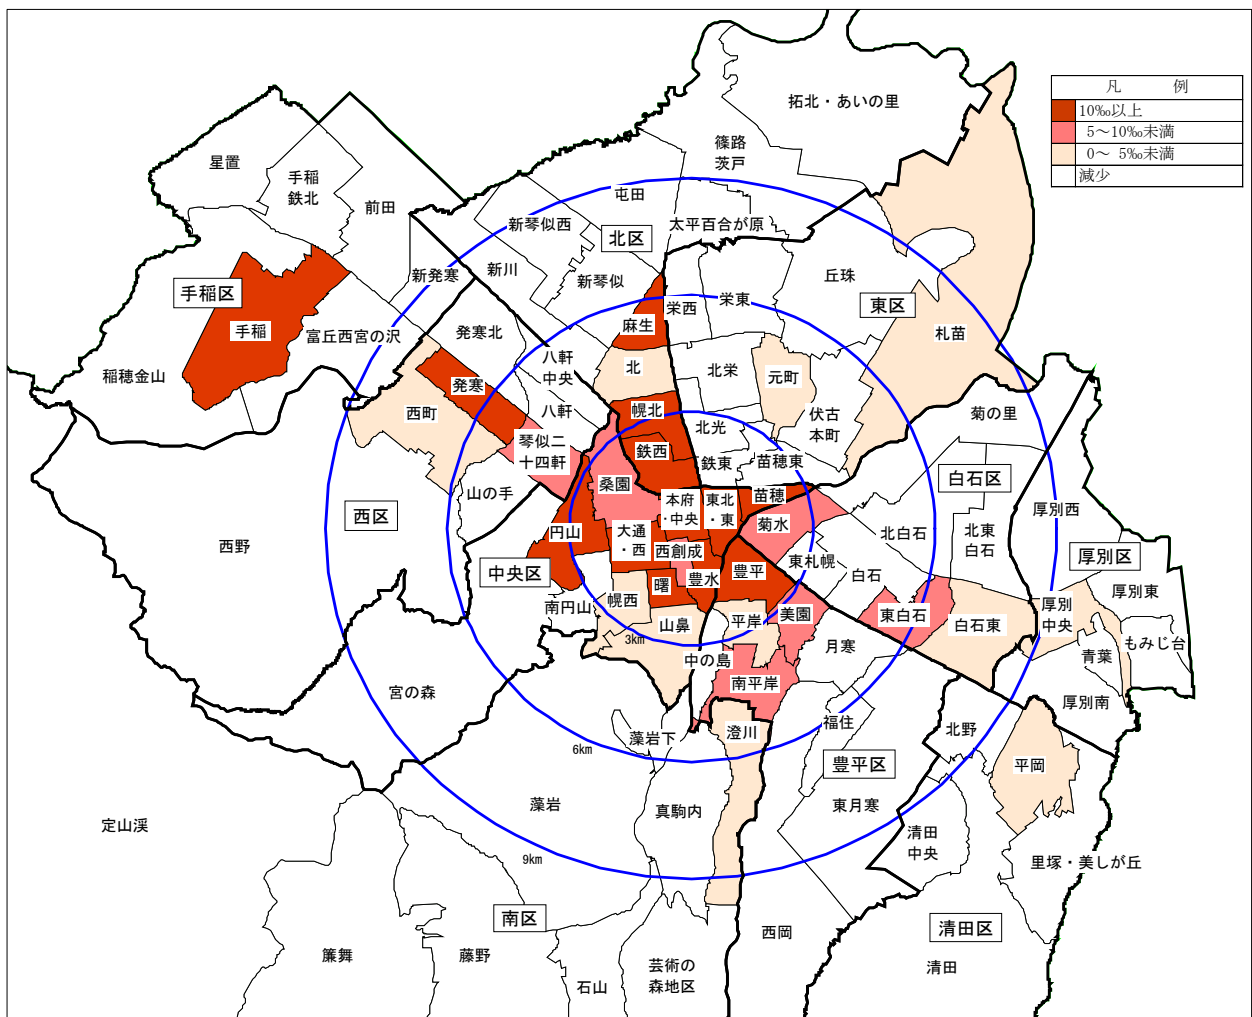 凡　　　例
10‰以上
5～10‰未満
0～ 5‰未満
減少
拓北・あいの里
篠路
茨戸
星置
手稲
鉄北
前田
屯田
新琴似西
太平百合が原
北区
手稲区
新発寒
新川
新琴似
丘珠
東区
栄西
栄東
札苗
手稲
富丘西宮の沢
発寒北
麻生
稲穂金山
八軒
中央
北
北栄
元町
発寒
西町
八軒
幌北
伏古
本町
菊の里
北光
琴似二
十四軒
鉄西
鉄東
苗穂東
桑園
山の手
白石区
本府
・中央
東北
・東
苗穂
厚別西
西区
円山
大通
・西
菊水
北白石
北東
白石
西野
西創成
厚別区
中央区
東札幌
曙
豊水
豊平
白石
厚別東
南円山
幌西
山鼻
平岸
美園
東白石
白石東
厚別
中央
もみじ台
3km
中の島
月寒
青葉
宮の森
南平岸
厚別南
藻岩下
澄川
福住
北野
6km
豊平区
平岡
藻岩
真駒内
東月寒
定山渓
清田
中央
9km
里塚・美しが丘
南区
清田区
西岡
簾舞
藤野
芸術の
森地区
清田
石山